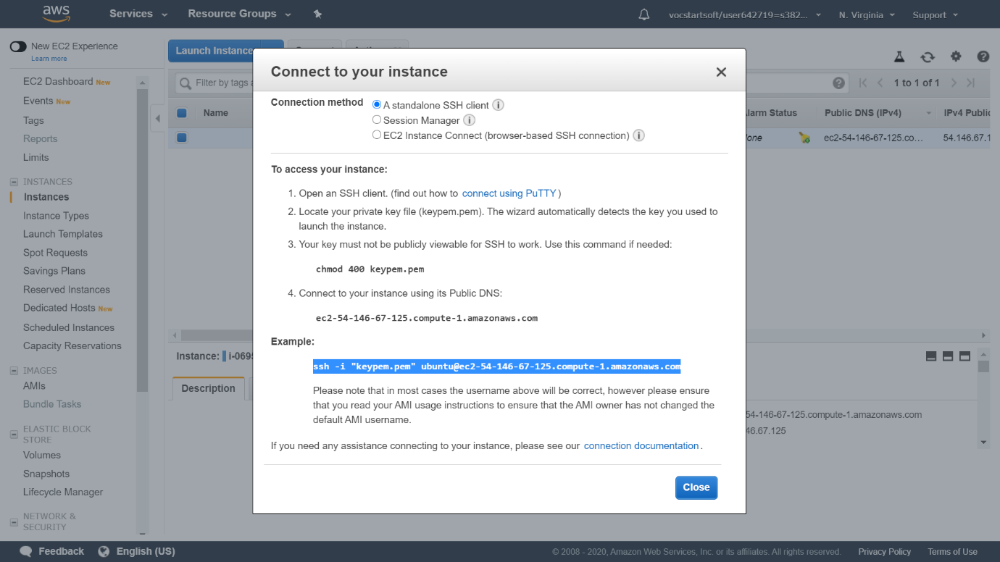 aws Services Resource Groups vocstartsoft/user642719=s382... N. Virginia Support
New EC2 Experience
Learn more
EC2 Dashboard New
Events New
Tags
Reports
Limits
INSTANCES
Instances
Instance Types
Launch Templates
Spot Requests
Savings Plans
Reserved Instances
Dedicated Hosts New
Scheduled Instances
Capacity Reservations
IMAGES
AMIs
Bundle Tasks
ELASTIC BLOCK
STORE
Volumes
Snapshots
Lifecycle Manager
NETWORK &
SECURITY
Launch Instance
Filter by tags
1 to 1 of 1
Name
Alarm Status Public DNS (IPv4) IPv4 Public
None ec2-54-146-67-125.co... 54.146.67.1
Connect to your instance
Connection method
A standalone SSH client
Session Manager
EC2 Instance Connect (browser-based SSH connection)
To access your instance:
1. Open an SSH client. (find out how to connect using PuTTY)
2. Locate your private key file (keypem.pem). The wizard automatically detects the key you used to
launch the instance.
3. Your key must not be publicly viewable for SSH to work. Use this command if needed:
chmod 400 keypem.pem
4. Connect to your instance using its Public DNS:
ec2-54-146-67-125.compute-1.amazonaws.com
Example:
ssh -i "keypem.pem" ubuntu@ec2-54-146-67-125.compute-1.amazonaws.com
Please note that in most cases the username above will be correct, however please ensure
that you read your AMI usage instructions to ensure that the AMI owner has not changed the
default AMI username.
If you need any assistance connecting to your instance, please see our connection documentation.
Close
Instance: i-069
Description
54-146-67-125.compute-1.amazonaws.com
46.67.125
Feedback English (US) © 2008 - 2020, Amazon Web Services, Inc. or its affiliates. All rights reserved. Privacy Policy Terms of Use